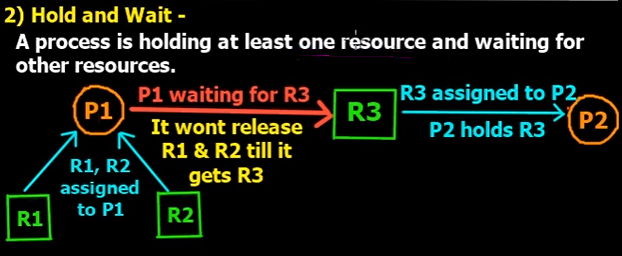 2) Hold and Wait -
A process is holding at least one resource and waiting for
other resources.
P1
P1 waiting for R3
It wont release
R1 & R2 till it
gets R3
R3
R3 assigned to P2
P2 holds R3
P2
R1, R2
assigned
to P1
R1
R2